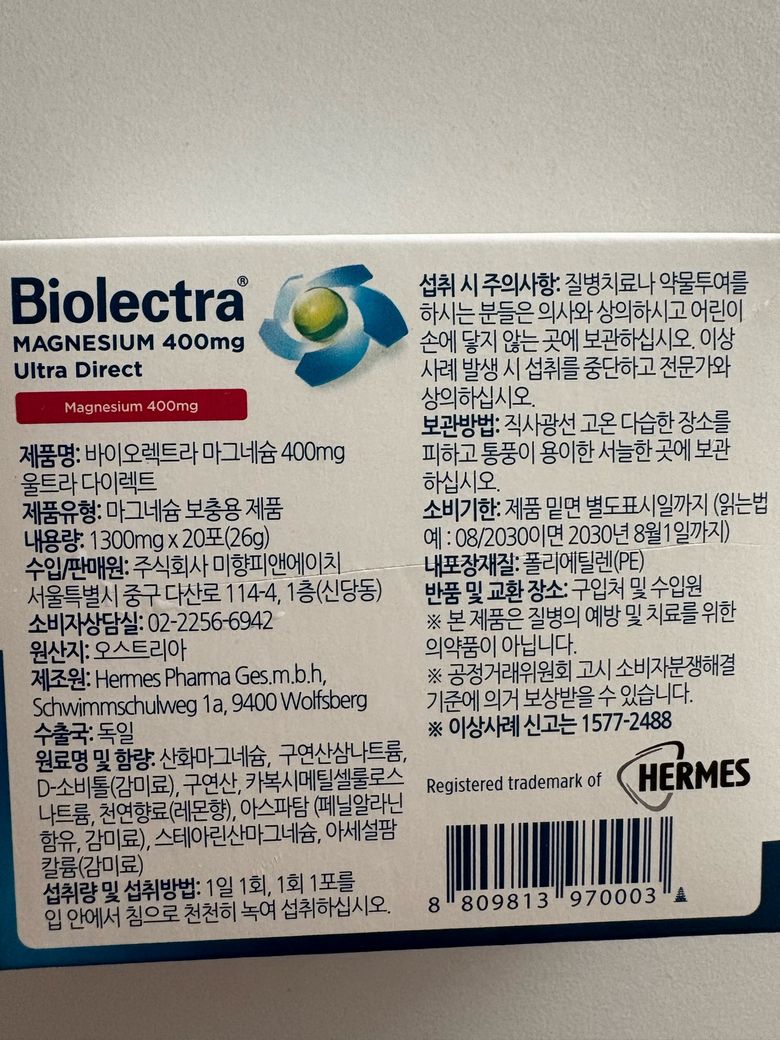 Biolectra®
MAGNESIUM 400mg
Ultra Direct
Magnesium 400mg
제품명: 바이오렉트라 마그네슘 400mg
울트라 다이렉트
제품유형: 마그네슘 보충용 제품
내용량: 1300mg x 20포(26g)
수입/판매원: 주식회사 미향피앤에이치
서울특별시 중구 다산로 114-4, 1층(신당동)
소비자상담실: 02-2256-6942
원산지: 오스트리아
제조원: Hermes Pharma Ges.m.b.h,
Schwimmschulweg 1a, 9400 Wolfsberg
수출국: 독일
원료명 및 함량: 산화마그네슘, 구연산삼나트륨,
D-소비톨(감미료), 구연산, 카복시메틸셀룰로스
나트륨, 천연향료(레몬향), 아스파탐 (페닐알라닌
함유, 감미료), 스테아린산마그네슘, 아세설팜
칼륨(감미료)
섭취량 및 섭취방법: 1일 1회, 1회 1포를
입 안에서 침으로 천천히 녹여 섭취하십시오.
섭취 시 주의사항: 질병치료나 약물투여를
하시는 분들은 의사와 상의하시고 어린이
손에 닿지 않는 곳에 보관하십시오. 이상
사례 발생 시 섭취를 중단하고 전문가와
상의하십시오.
보관방법: 직사광선 고온 다습한 장소를
피하고 통풍이 용이한 서늘한 곳에 보관
하십시오.
소비기한: 제품 밑면 별도표시일까지 (읽는법
예 : 08/2030이면 2030년 8월1일까지)
내포장재질: 폴리에틸렌(PE)
반품 및 교환 장소: 구입처 및 수입원
※ 본 제품은 질병의 예방 및 치료를 위한
의약품이 아닙니다.
※ 공정거래위원회 고시 소비자분쟁해결
기준에 의거 보상받을 수 있습니다.
※ 이상사례 신고는 1577-2488
Registered trademark of HERMES
8 809813 970003